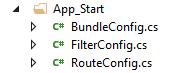 App_Start
C# BundleConfig.cs
C# FilterConfig.cs
C# RouteConfig.cs